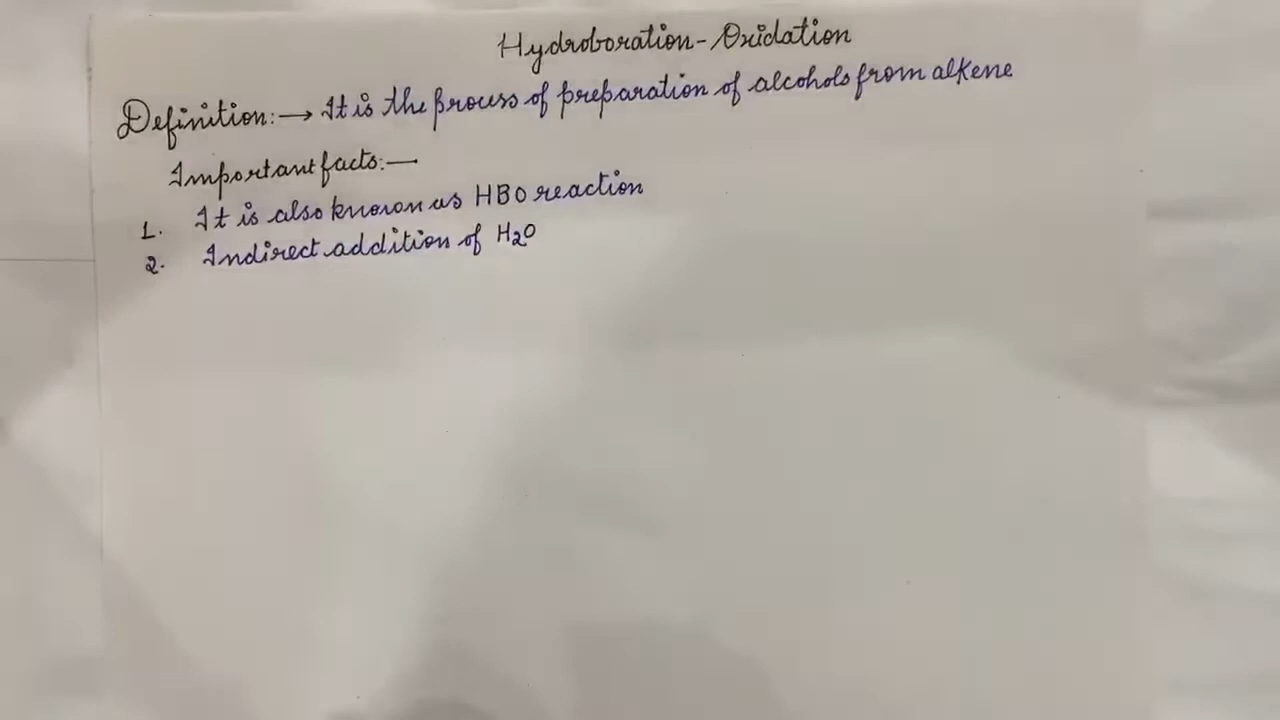 Hydroboration-Oxidation
Definition:→ It is the process of preparation of alcohols from alkene
Important facts:—
1. It is also known as HBO reaction
2. Indirect addition of H₂O